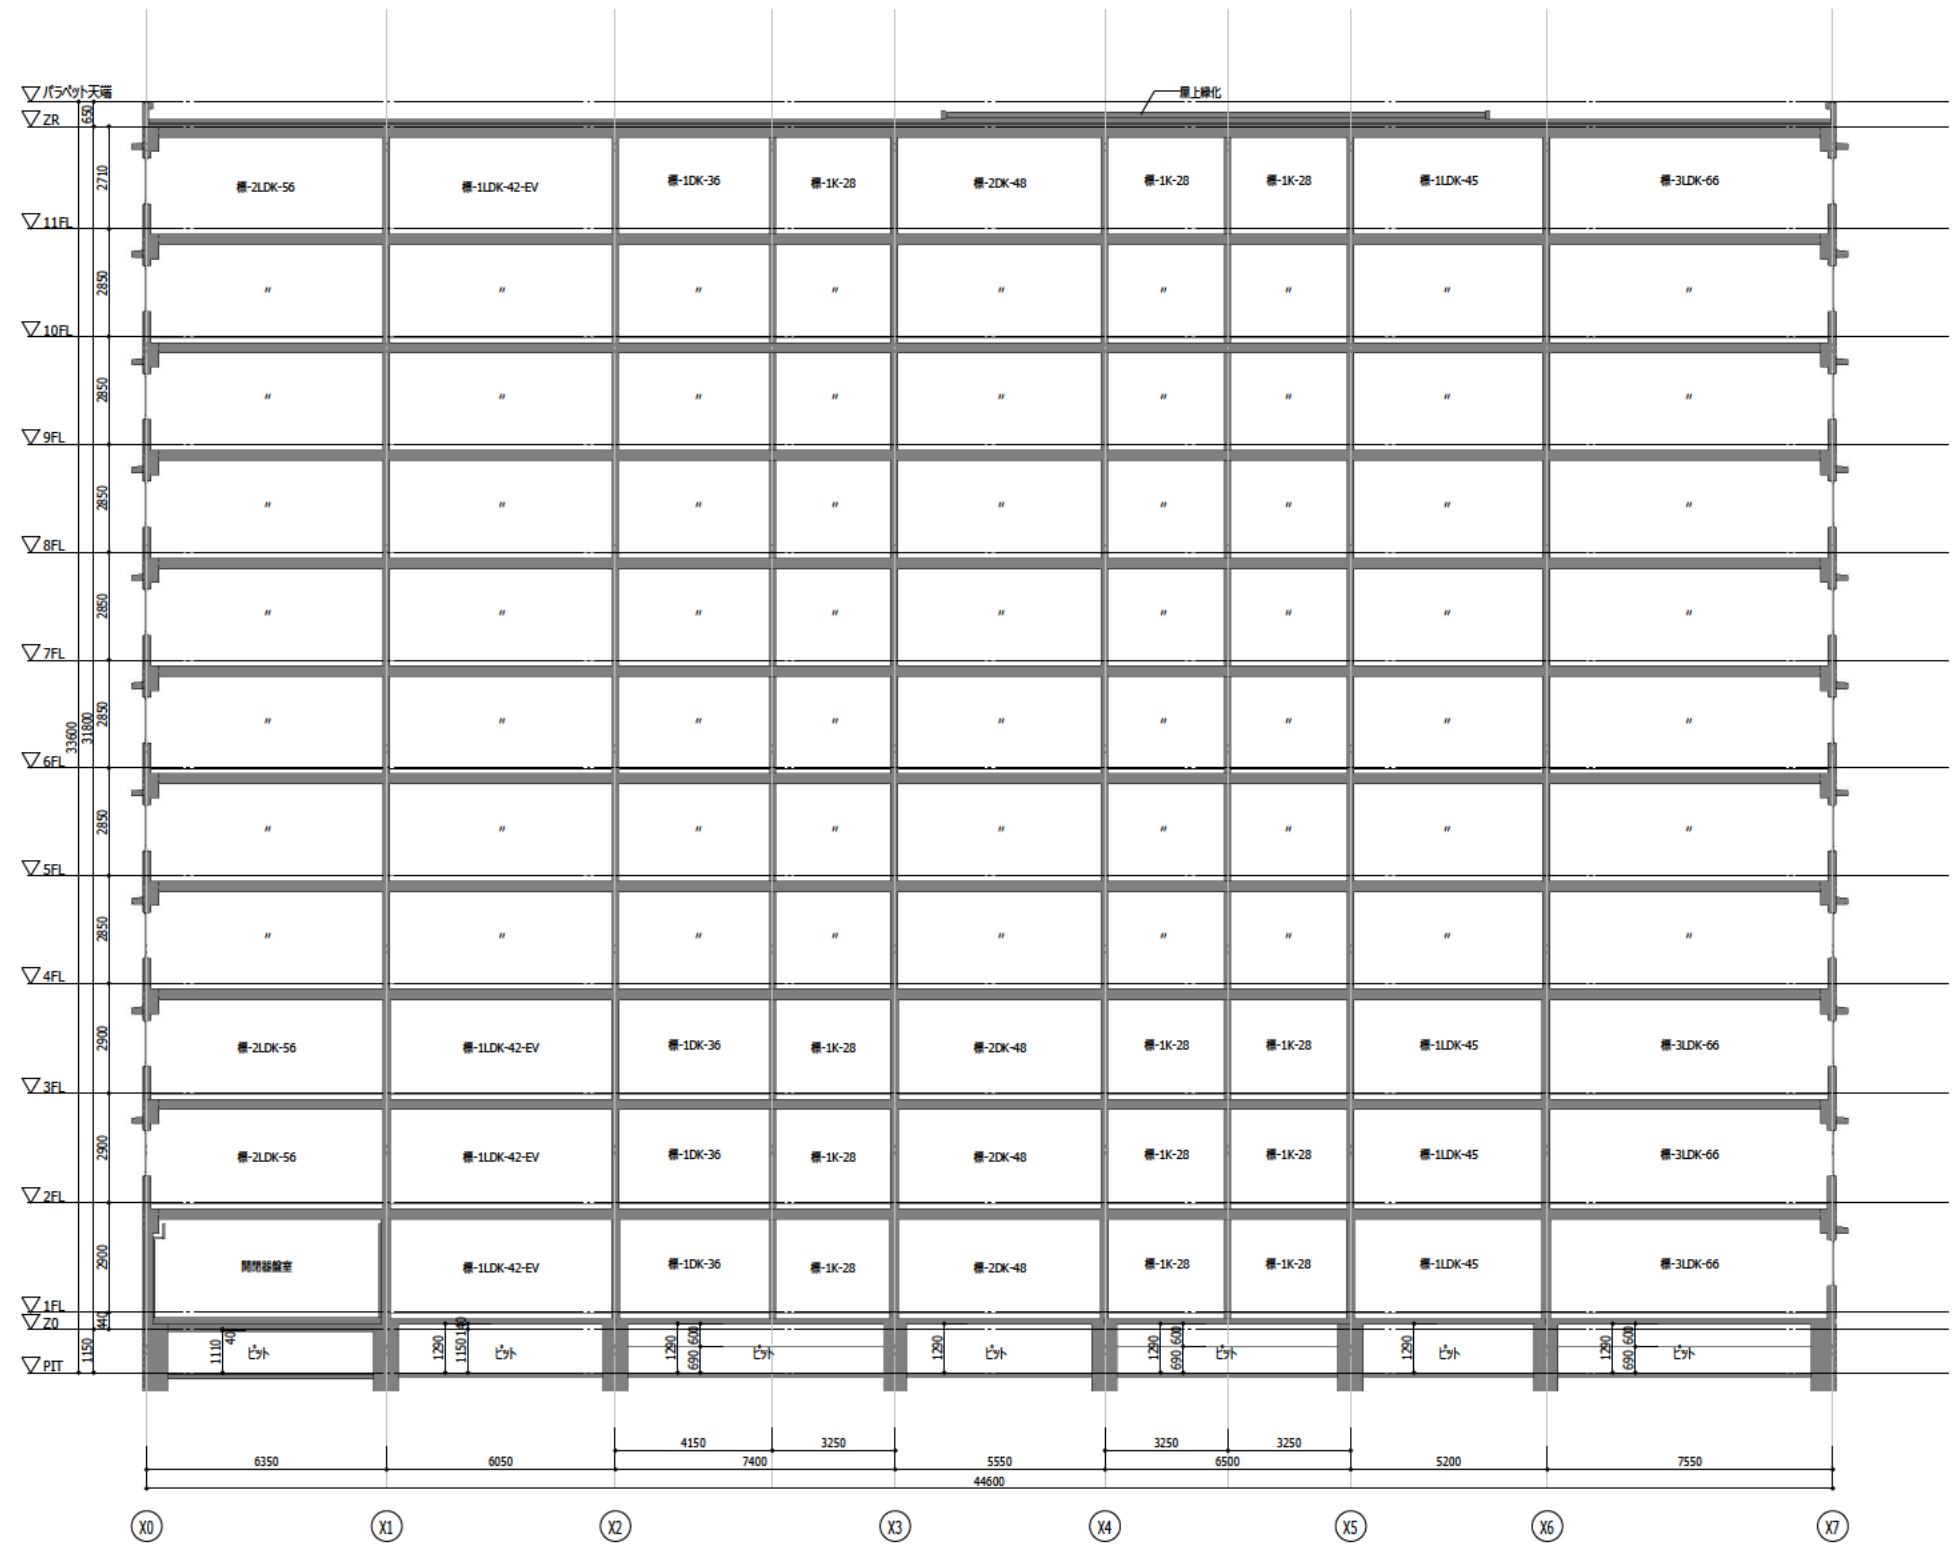 パラペット天端
屋上緑化
650
ZR
2710
標-2LDK-56 標-1LDK-42-EV 標-1DK-36 標-1K-28 標-2DK-48 標-1K-28 標-1K-28 標-1LDK-45 標-3LDK-66
11FL
2850 〃 〃 〃 〃 〃 〃 〃 〃 〃
10FL
2850 〃 〃 〃 〃 〃 〃 〃 〃 〃
9FL
2850 〃 〃 〃 〃 〃 〃 〃 〃 〃
8FL
2850 〃 〃 〃 〃 〃 〃 〃 〃 〃
7FL
33600 31800 2850 〃 〃 〃 〃 〃 〃 〃 〃 〃
6FL
2850 〃 〃 〃 〃 〃 〃 〃 〃 〃
5FL
2850 〃 〃 〃 〃 〃 〃 〃 〃 〃
4FL
2900 標-2LDK-56 標-1LDK-42-EV 標-1DK-36 標-1K-28 標-2DK-48 標-1K-28 標-1K-28 標-1LDK-45 標-3LDK-66
3FL
2900 標-2LDK-56 標-1LDK-42-EV 標-1DK-36 標-1K-28 標-2DK-48 標-1K-28 標-1K-28 標-1LDK-45 標-3LDK-66
2FL
2900 開閉器盤室 標-1LDK-42-EV 標-1DK-36 標-1K-28 標-2DK-48 標-1K-28 標-1K-28 標-1LDK-45 標-3LDK-66
1FL
440
Z0
1150 1110 40 ピット 1290 1150 140 ピット 1290 690 600 ピット 1290 ピット 1290 690 600 ピット 1290 ピット 1290 690 600 ピット
PIT
4150 3250 3250 3250
6350 6050 7400 5550 6500 5200 7550
44600
X0 X1 X2 X3 X4 X5 X6 X7